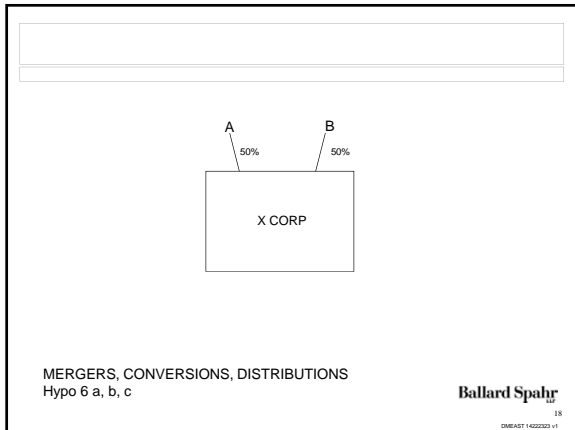 A B
50% 50%
X CORP
MERGERS, CONVERSIONS, DISTRIBUTIONS
Hypo 6 a, b, c
Ballard Spahr
LLP
18
DMEAST 14222323 v1